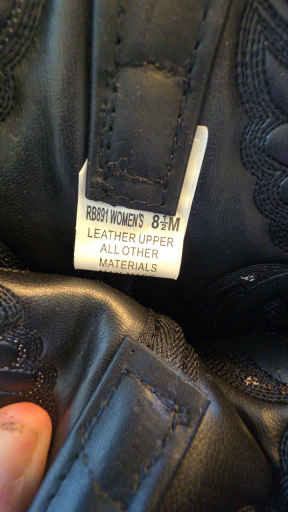 RB891 WOMEN'S 8½M
LEATHER UPPER
ALL OTHER
MATERIALS